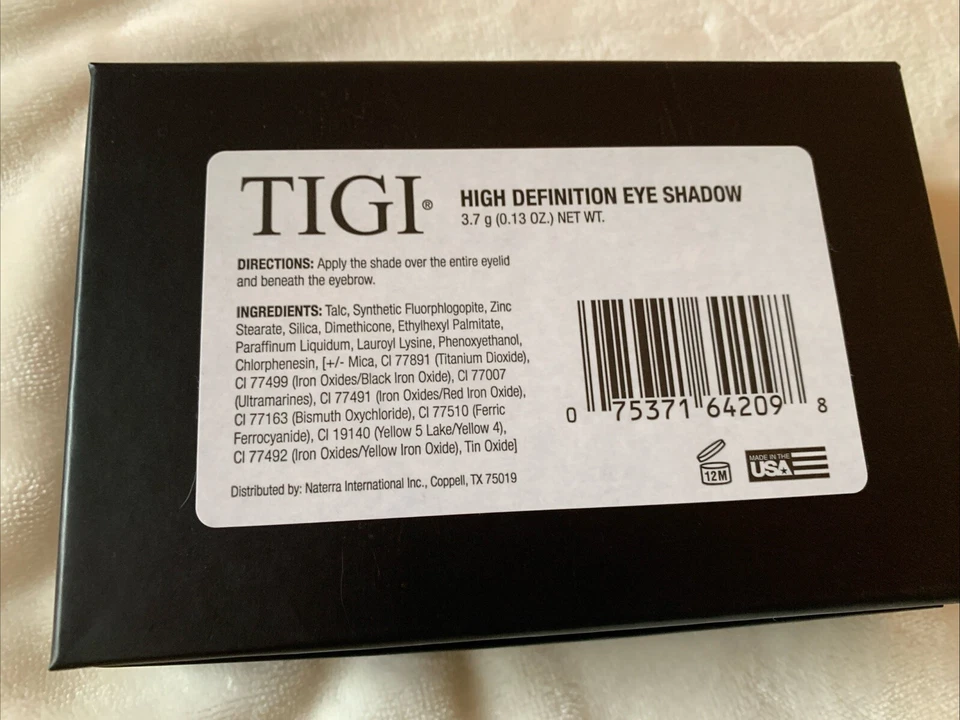 TIGI®
HIGH DEFINITION EYE SHADOW
3.7 g (0.13 OZ.) NET WT.
DIRECTIONS: Apply the shade over the entire eyelid
and beneath the eyebrow.
INGREDIENTS: Talc, Synthetic Fluorphlogopite, Zinc
Stearate, Silica, Dimethicone, Ethylhexyl Palmitate,
Paraffinum Liquidum, Lauroyl Lysine, Phenoxyethanol,
Chlorphenesin, [+/- Mica, CI 77891 (Titanium Dioxide),
CI 77499 (Iron Oxides/Black Iron Oxide), CI 77007
(Ultramarines), CI 77491 (Iron Oxides/Red Iron Oxide),
CI 77163 (Bismuth Oxychloride), CI 77510 (Ferric
Ferrocyanide), CI 19140 (Yellow 5 Lake/Yellow 4),
CI 77492 (Iron Oxides/Yellow Iron Oxide), Tin Oxide]
Distributed by: Naterra International Inc., Coppell, TX 75019
0 75371 64209 8
12M
MADE IN THE
USA